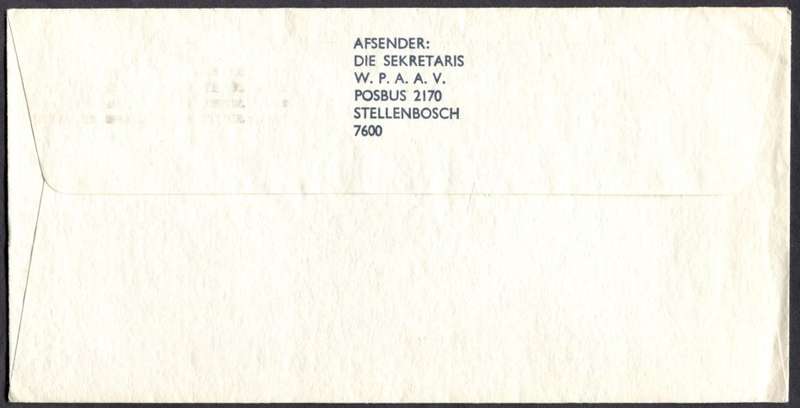 AFSENDER:
DIE SEKRETARIS
W. P. A. A. V.
POSBUS 2170
STELLENBOSCH
7600